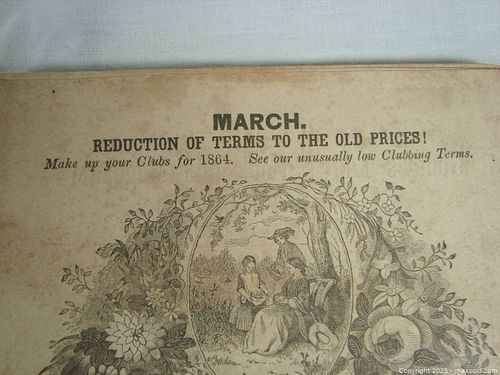 MARCH.
REDUCTION OF TERMS TO THE OLD PRICES!
Make up your Clubs for 1864. See our unusually low Clubbing Terms.
Copyright 2025 - maxsold.com